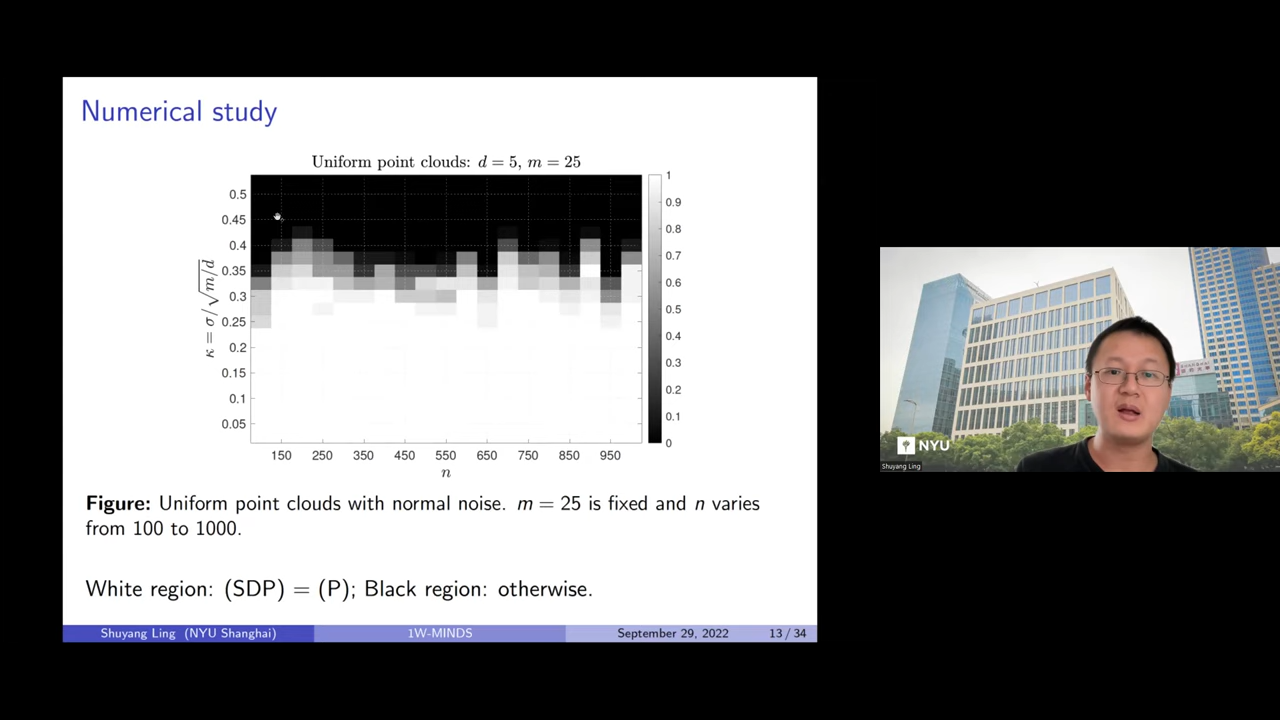 Numerical study
Uniform point clouds: d = 5, m = 25
0.5
0.45
0.4
0.35
0.3
0.25
0.2
0.15
0.1
0.05
κ = σ/√m/d
150 250 350 450 550 650 750 850 950
n
1
0.9
0.8
0.7
0.6
0.5
0.4
0.3
0.2
0.1
0
Figure: Uniform point clouds with normal noise. m = 25 is fixed and n varies
from 100 to 1000.
White region: (SDP) = (P); Black region: otherwise.
Shuyang Ling (NYU Shanghai) 1W-MINDS September 29, 2022 13 / 34
NYU
Shuyang Ling